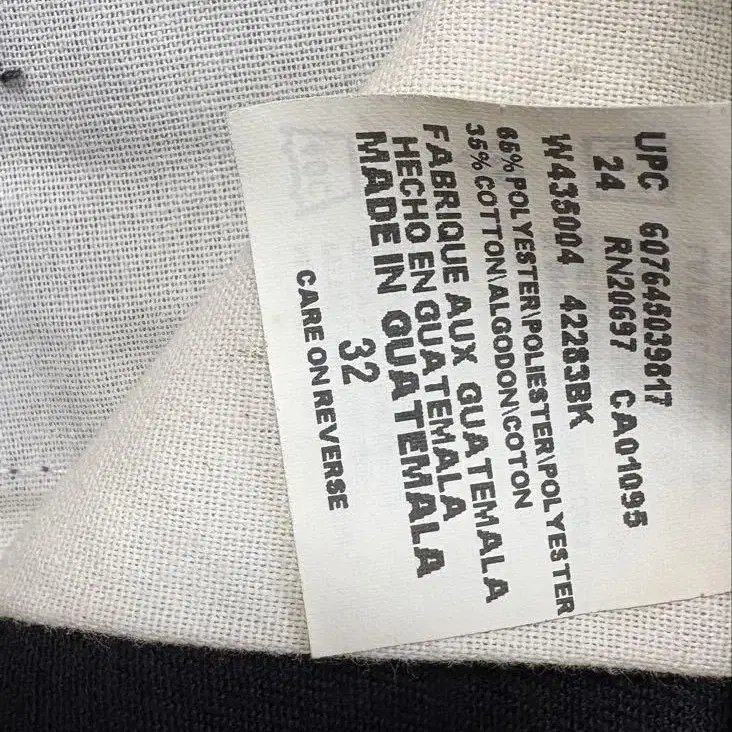 UPC 607645039817
24 RN20697 CA01095
W435004 42283BK
65% POLYESTER\POLIESTER\POLYESTER
35% COTTON\ALGODON\COTON
FABRIQUE AUX GUATEMALA
HECHO EN GUATEMALA
MADE IN GUATEMALA
32
CARE ON REVERSE